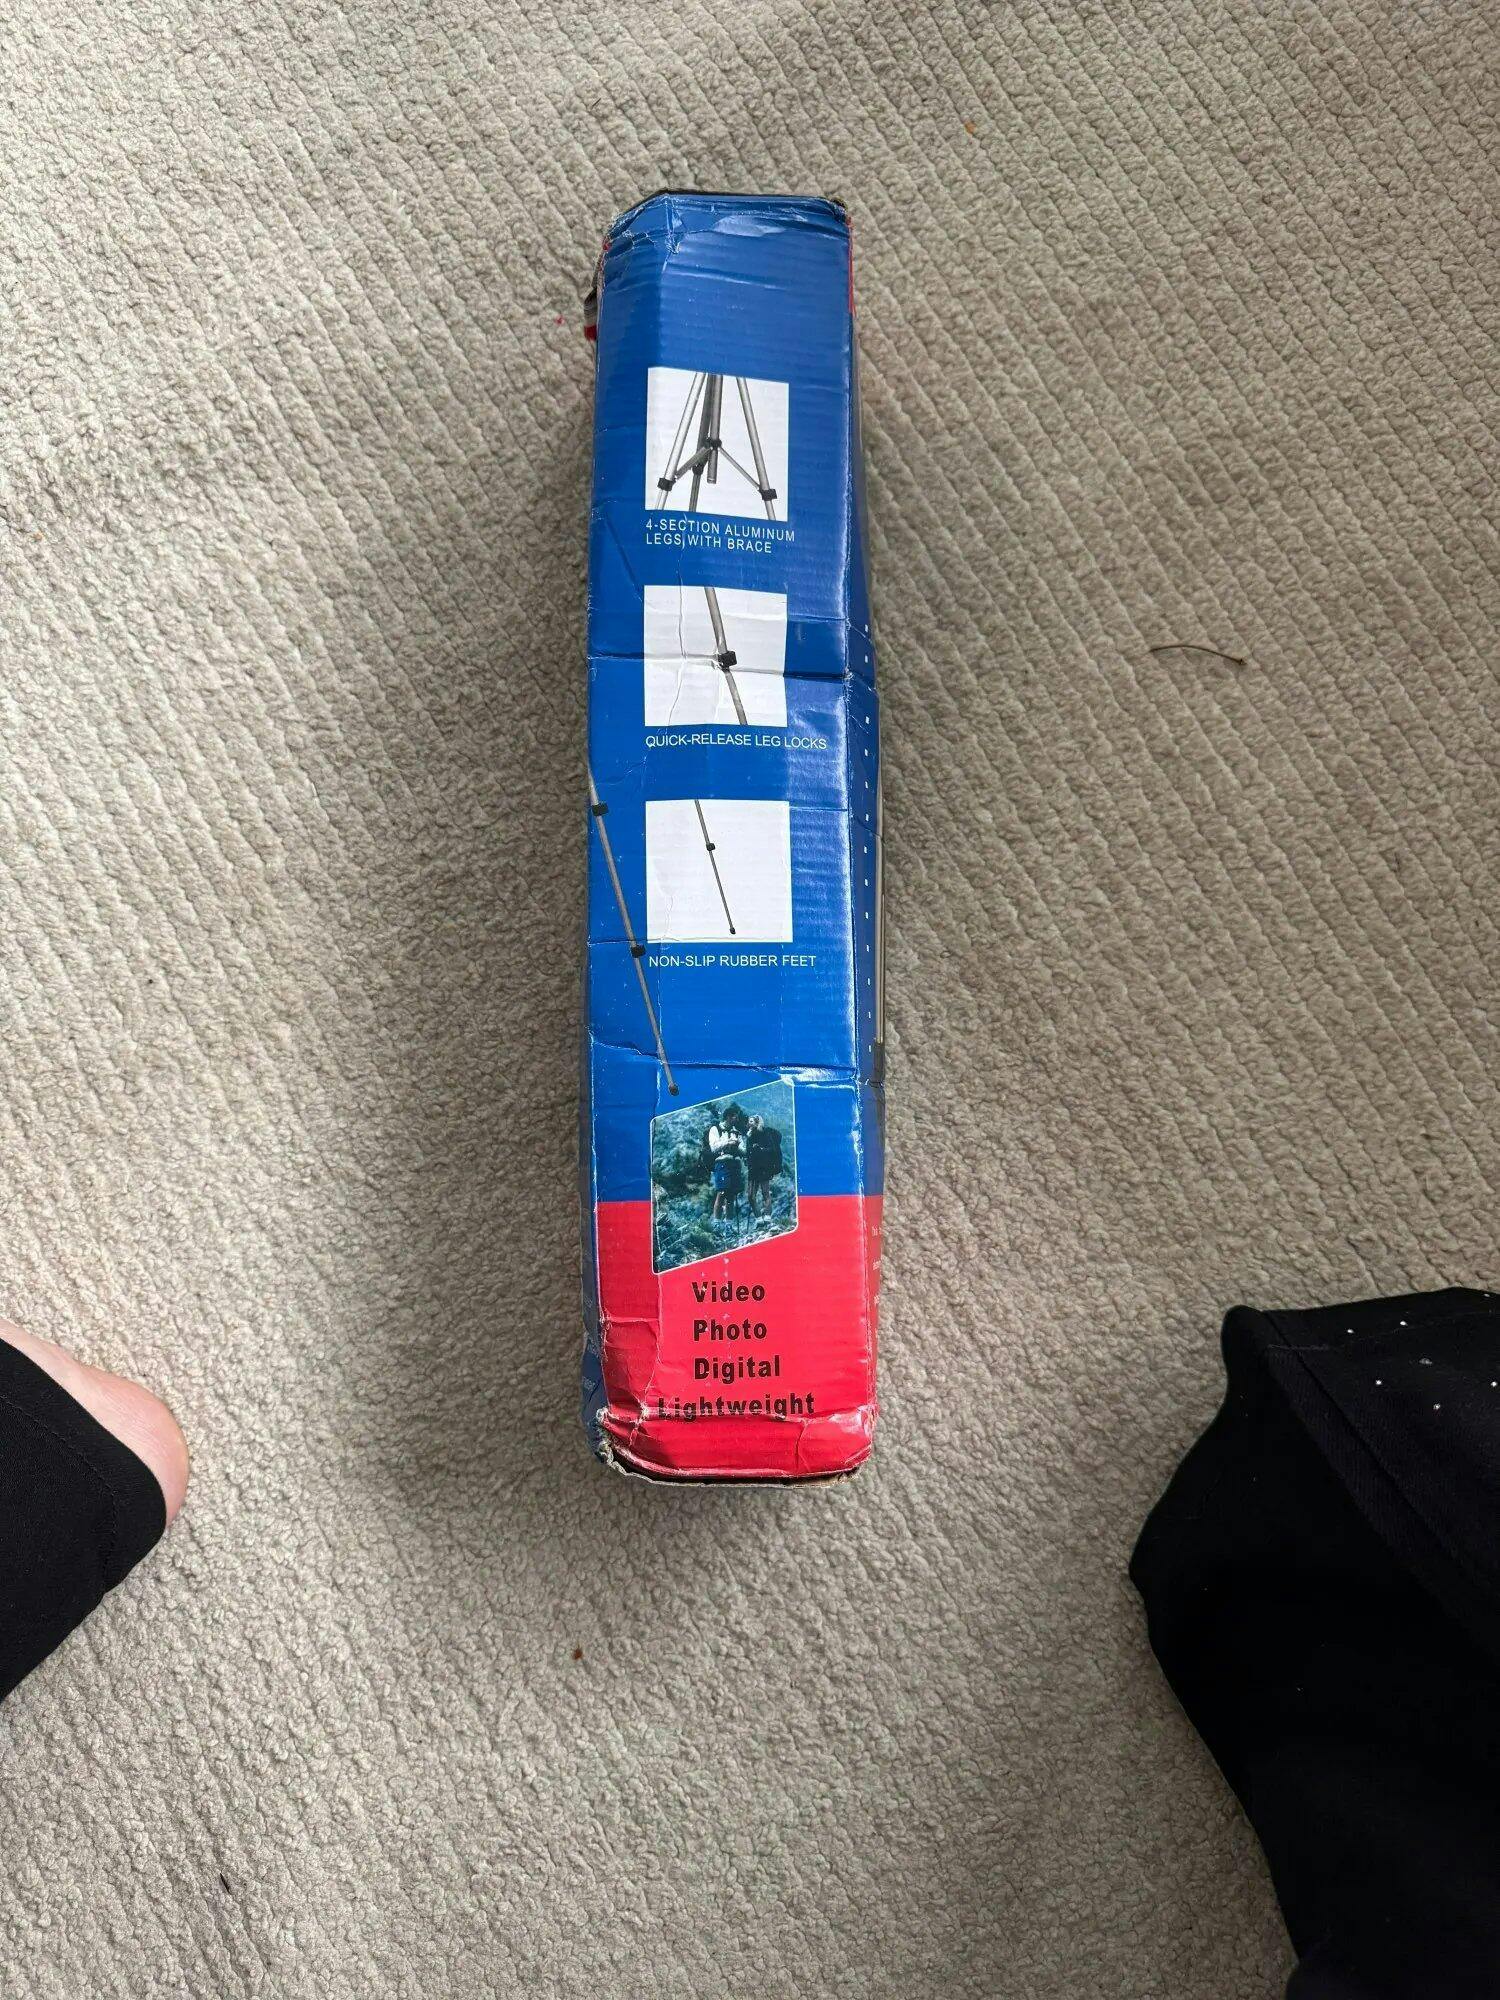 4-SECTION ALUMINUM
LEGS WITH BRACE
QUICK-RELEASE LEG LOCKS
NON-SLIP RUBBER FEET
Video
Photo
Digital
Lightweight